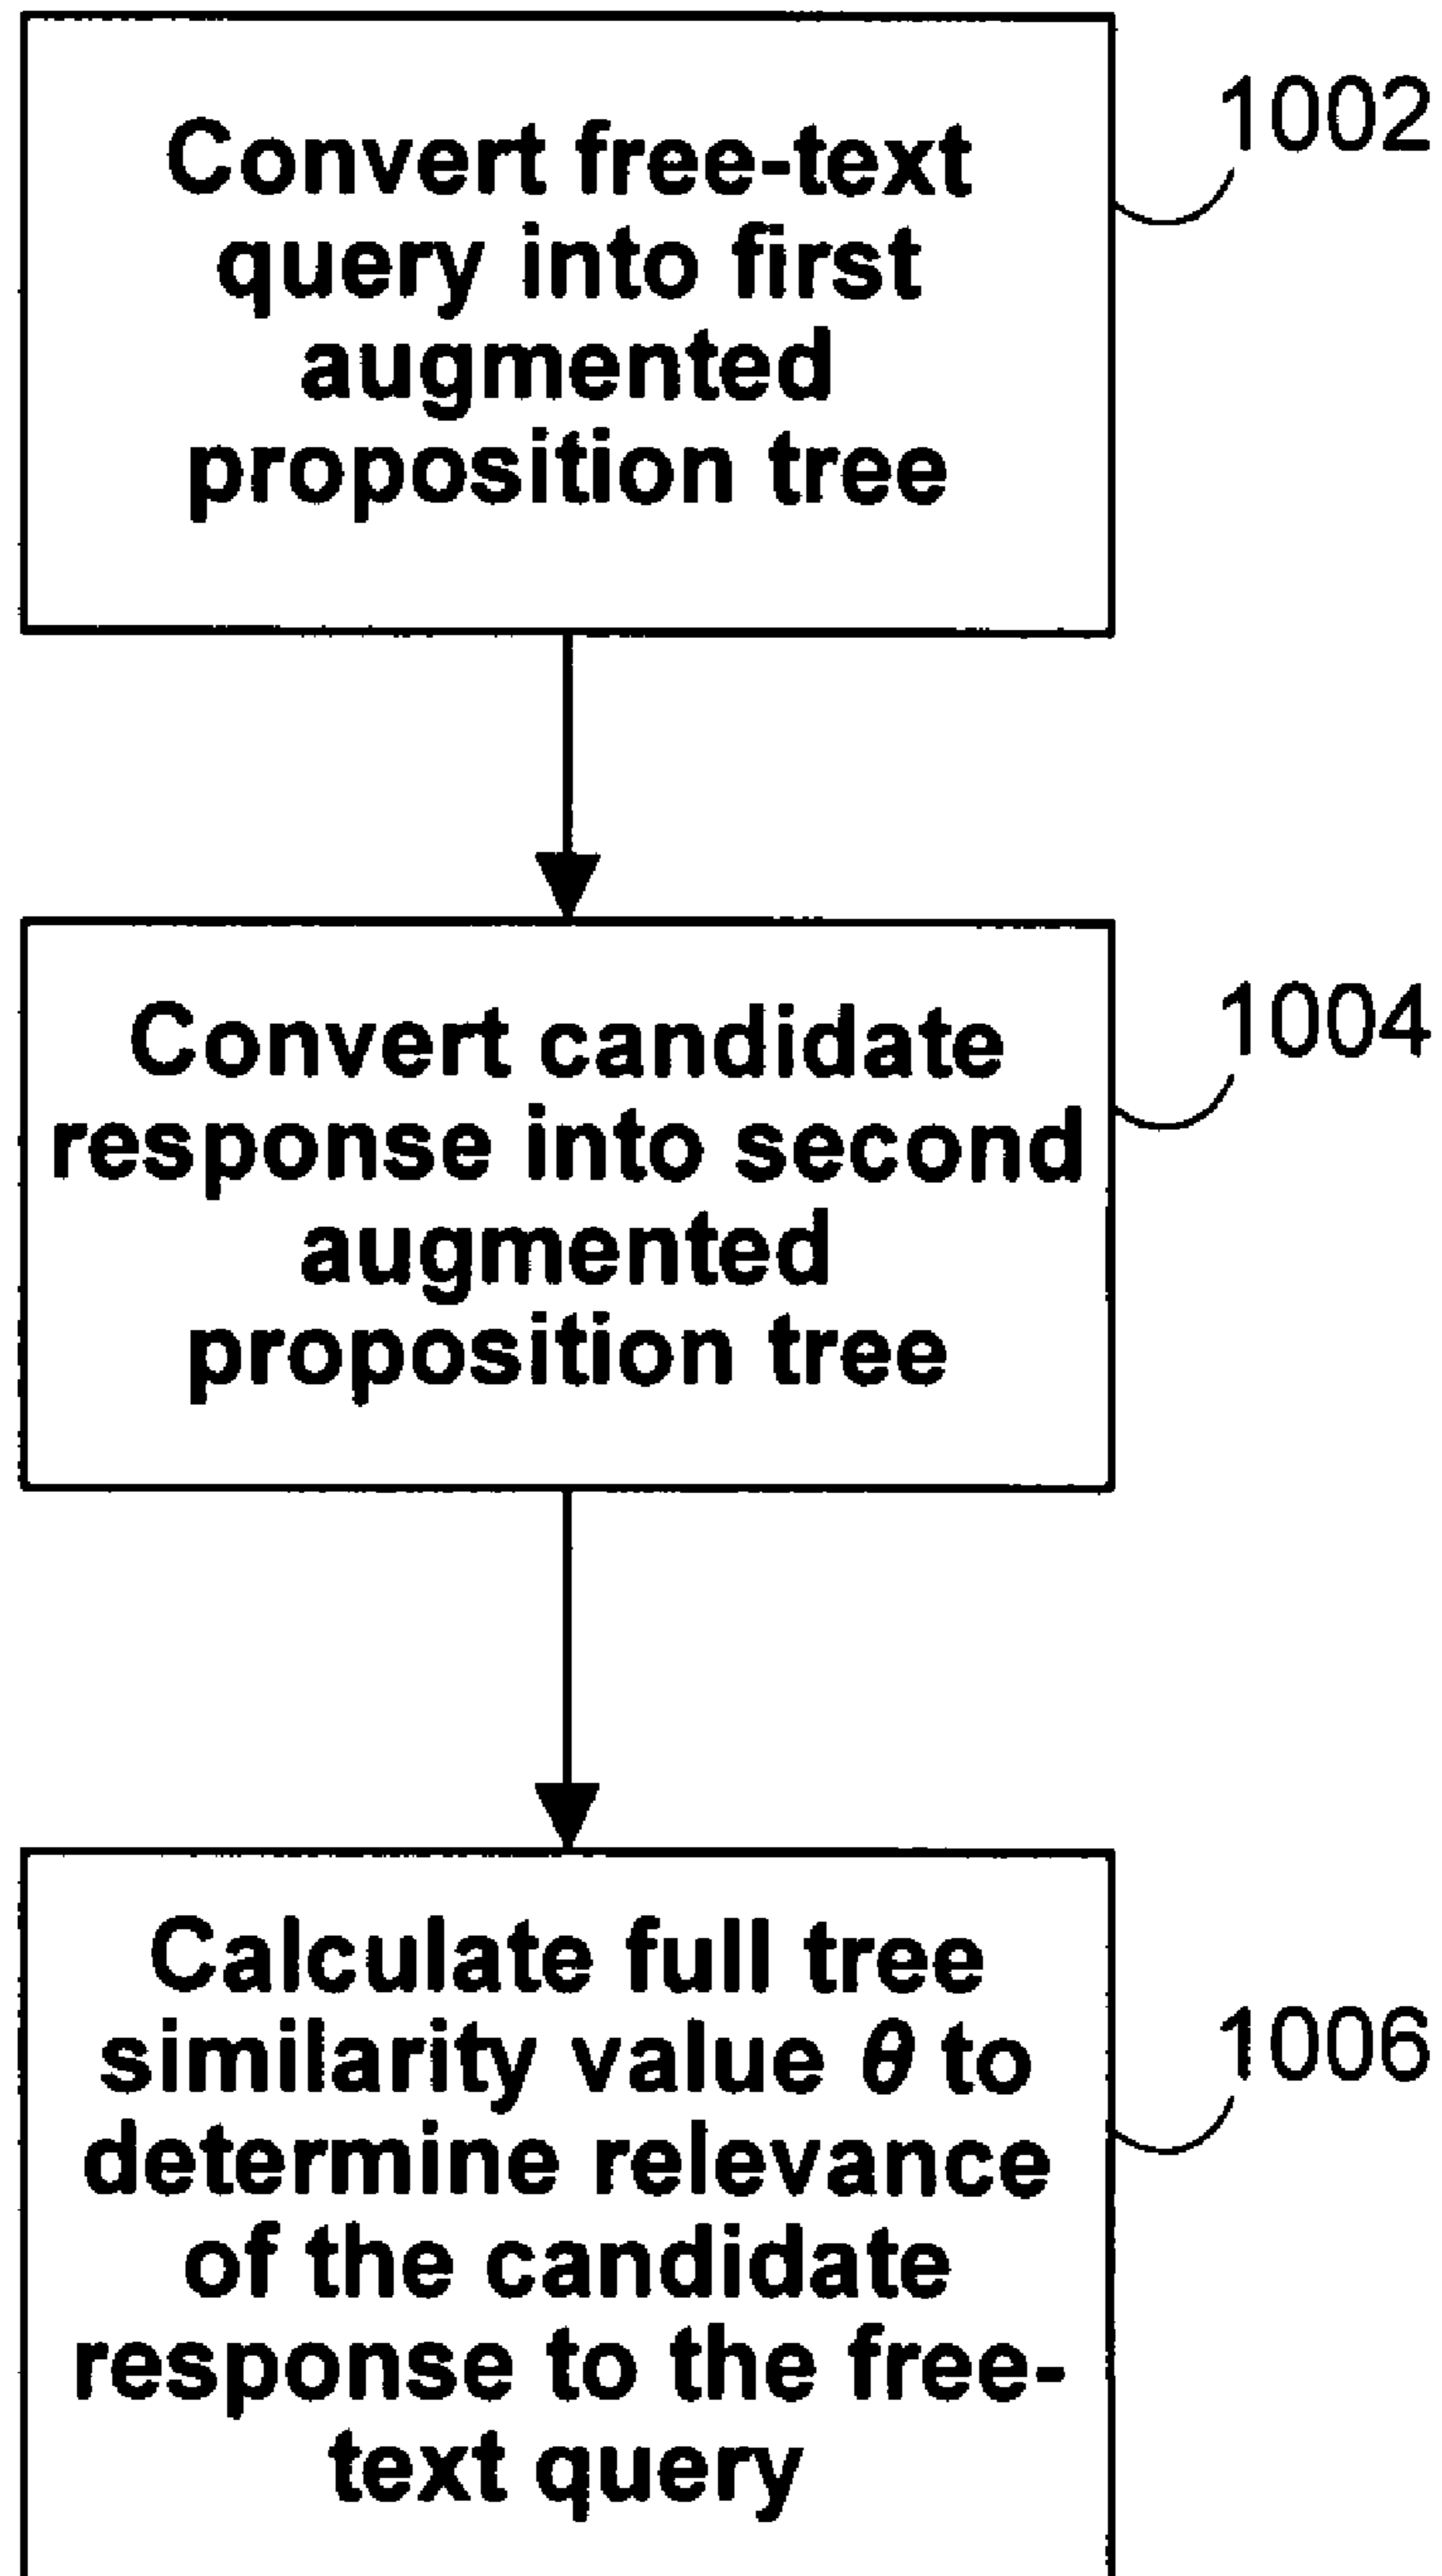 Convert free-text
query into first
augmented
proposition tree
1002
Convert candidate
response into second
augmented
proposition tree
1004
Calculate full tree
similarity value θ to
determine relevance
of the candidate
response to the free-
text query
1006